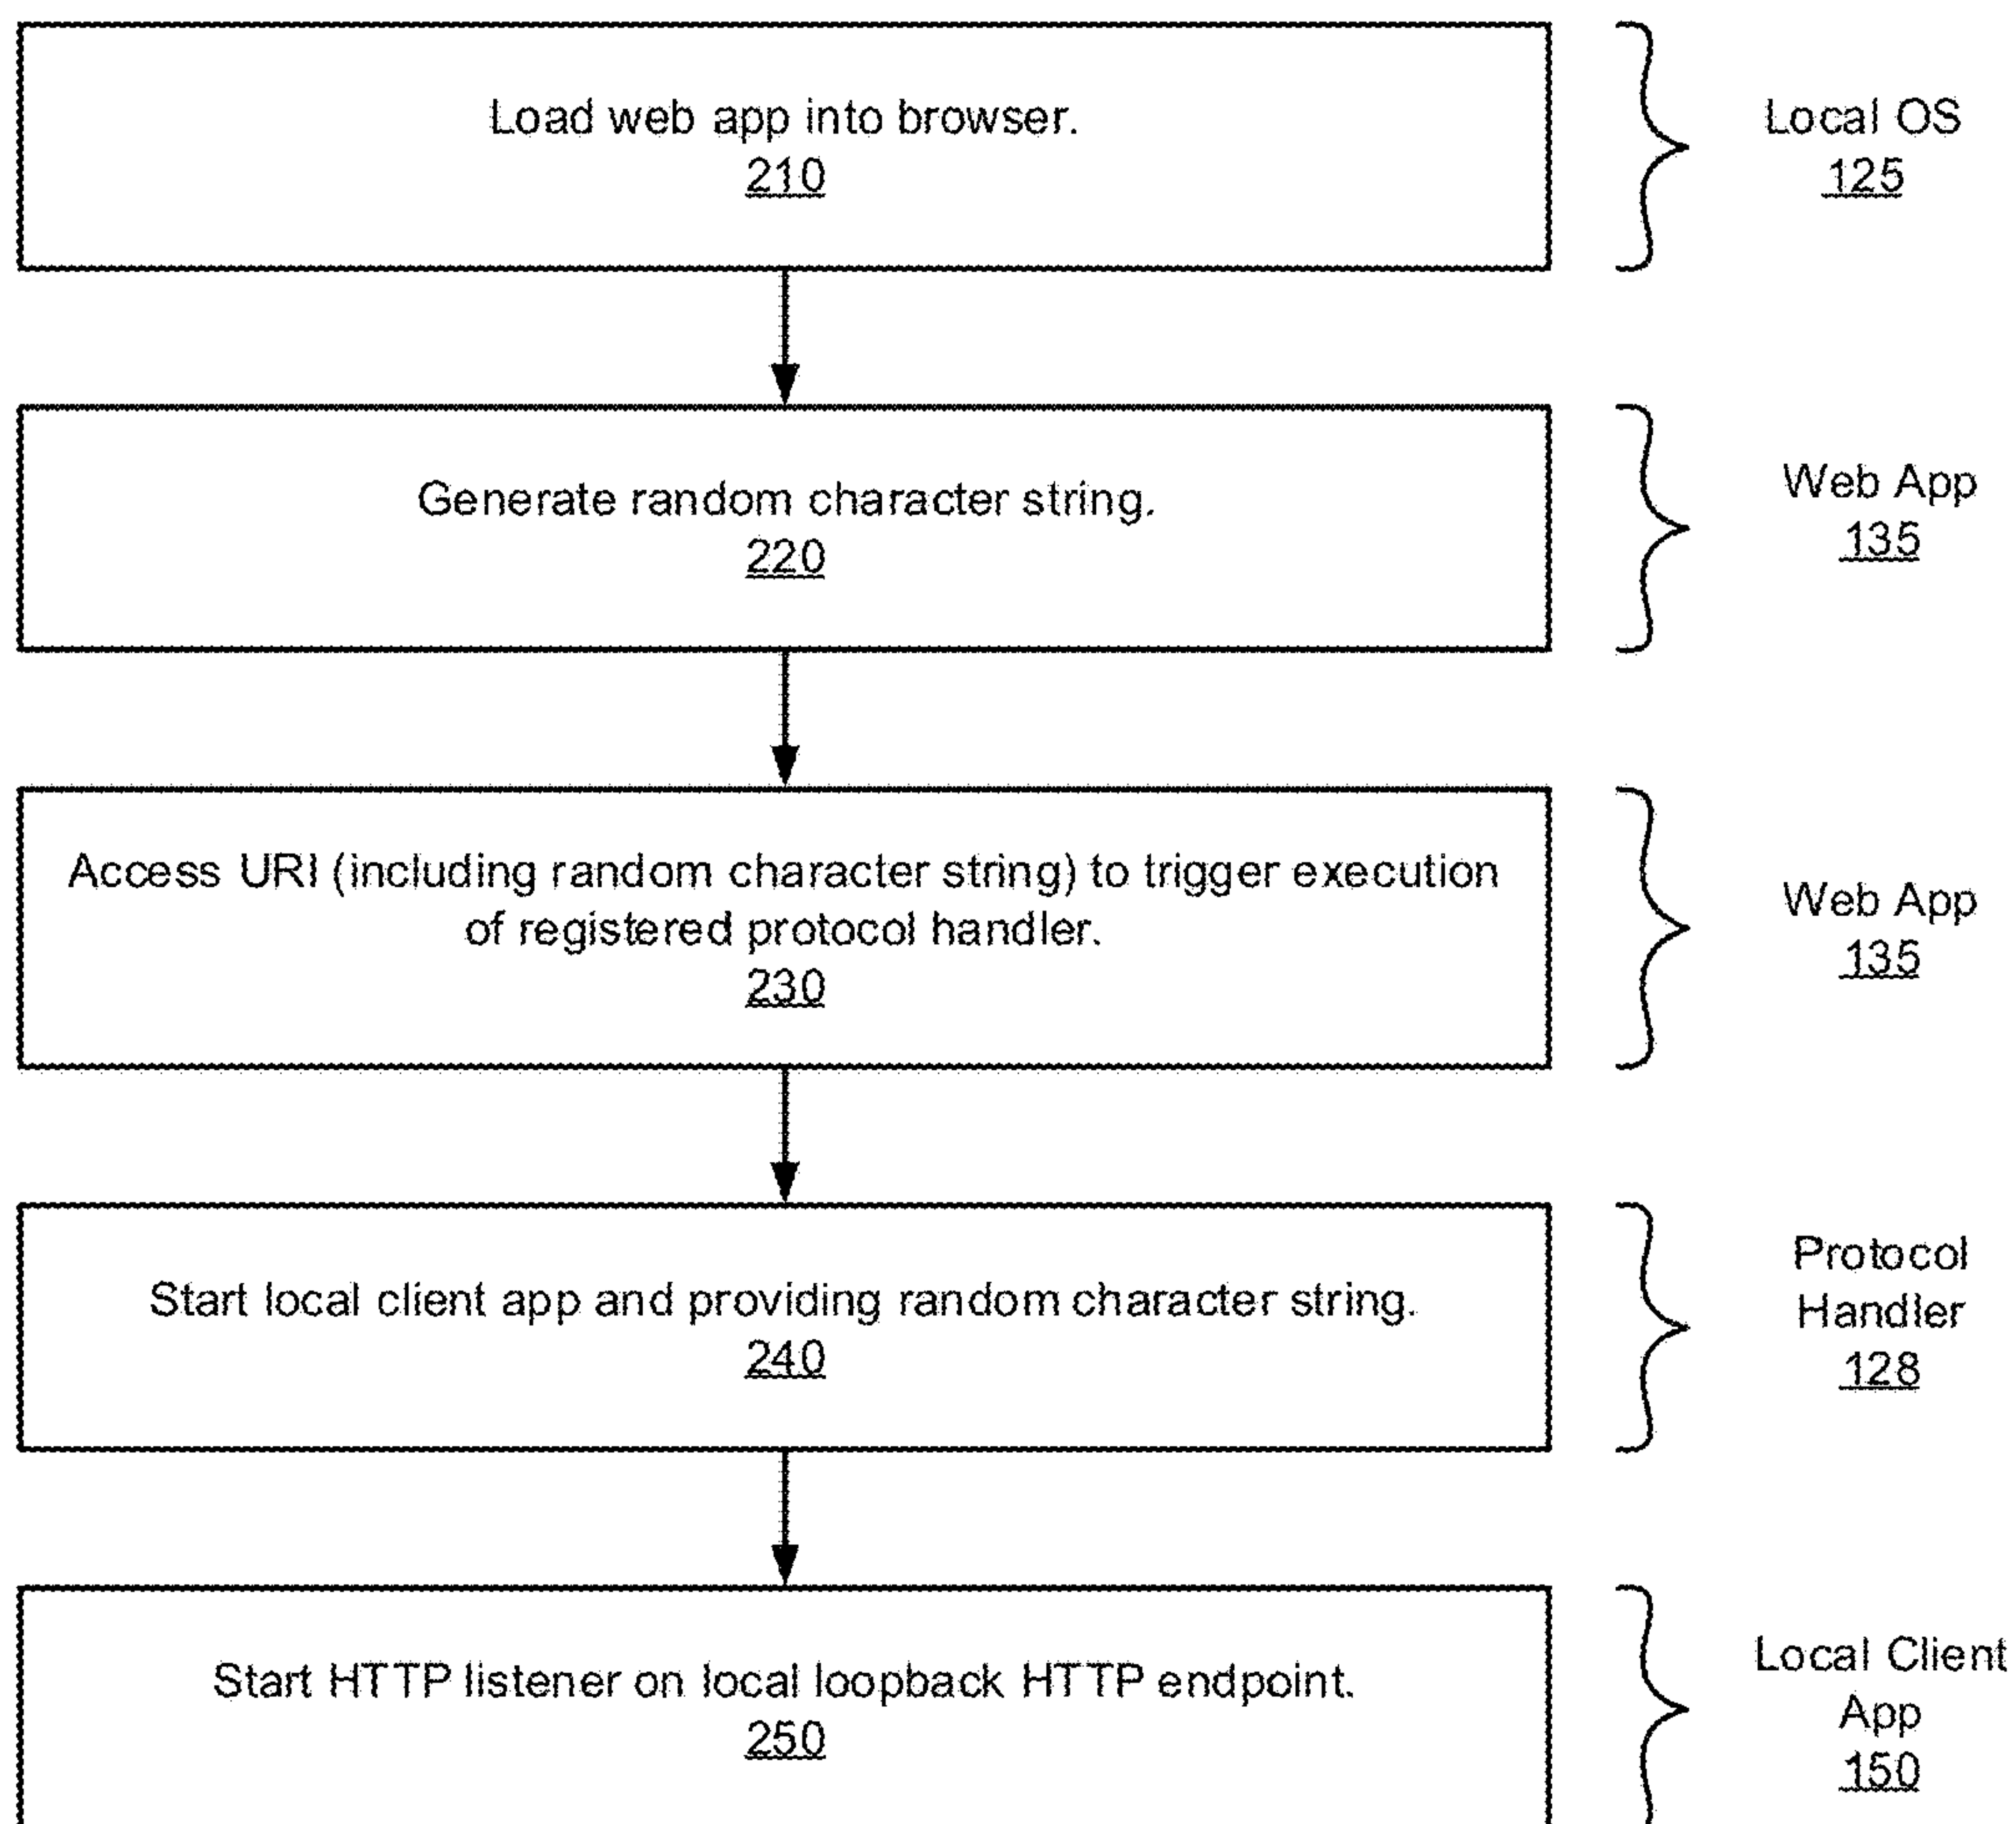 Load web app into browser.
210
Local OS
125
Generate random character string.
220
Web App
135
Access URI (including random character string) to trigger execution
of registered protocol handler.
230
Web App
135
Start local client app and providing random character string.
240
Protocol
Handler
128
Start HTTP listener on local loopback HTTP endpoint.
250
Local Client
App
150